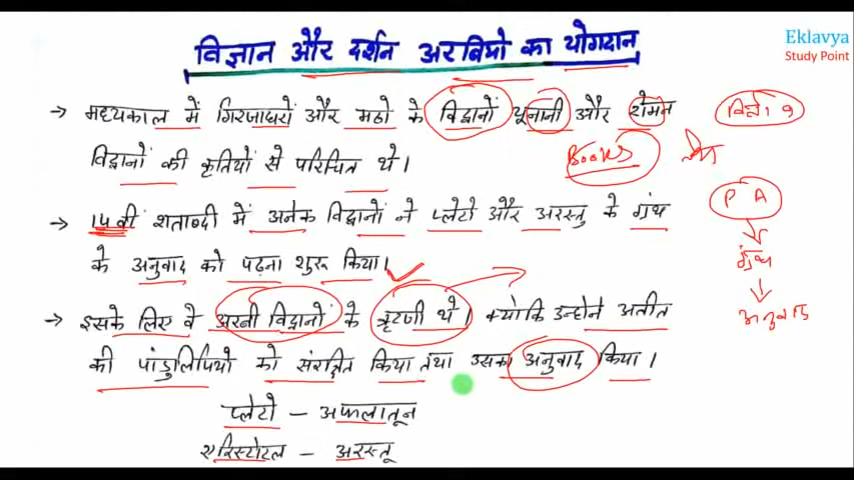 Eklavya
Study Point
विज्ञान और दर्शन अरबियो का योगदान
→ मध्यकाल में गिरजाघरों और मठो के विद्वानों यूनानी और रोमन
विद्वानों की कृतियों से परिचित थे।
Books
P A
→ 14वी शताब्दी में अनेक विद्वानों ने प्लेटो और अरस्तु के ग्रंथ
के अनुवाद को पढ़ना शुरू किया।
ग्रंथ
अनुवाद
→ इसके लिए वे अरबी विद्वानों के ऋणी थे। क्योकि उन्होने अतीत
की पांडुलिपियो को संरक्षित किया तथा उसका अनुवाद किया।
प्लेटो – अफलातून
एरिस्टोटल – अरस्तू